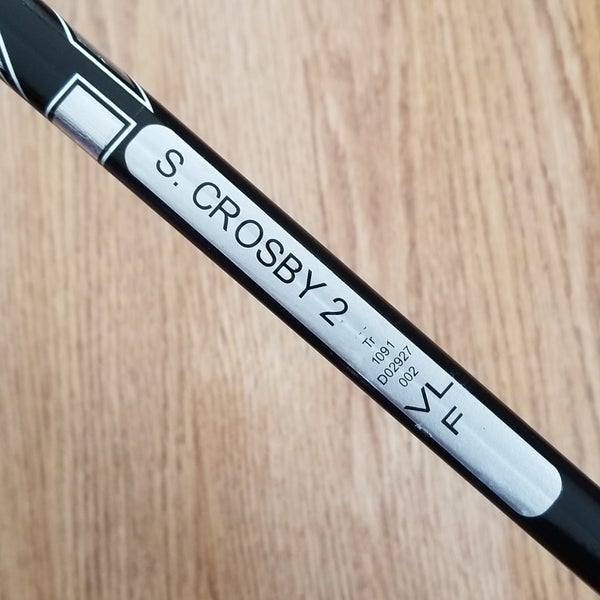 S. CROSBY 2
Tr
1091
D02927
002
VL
F